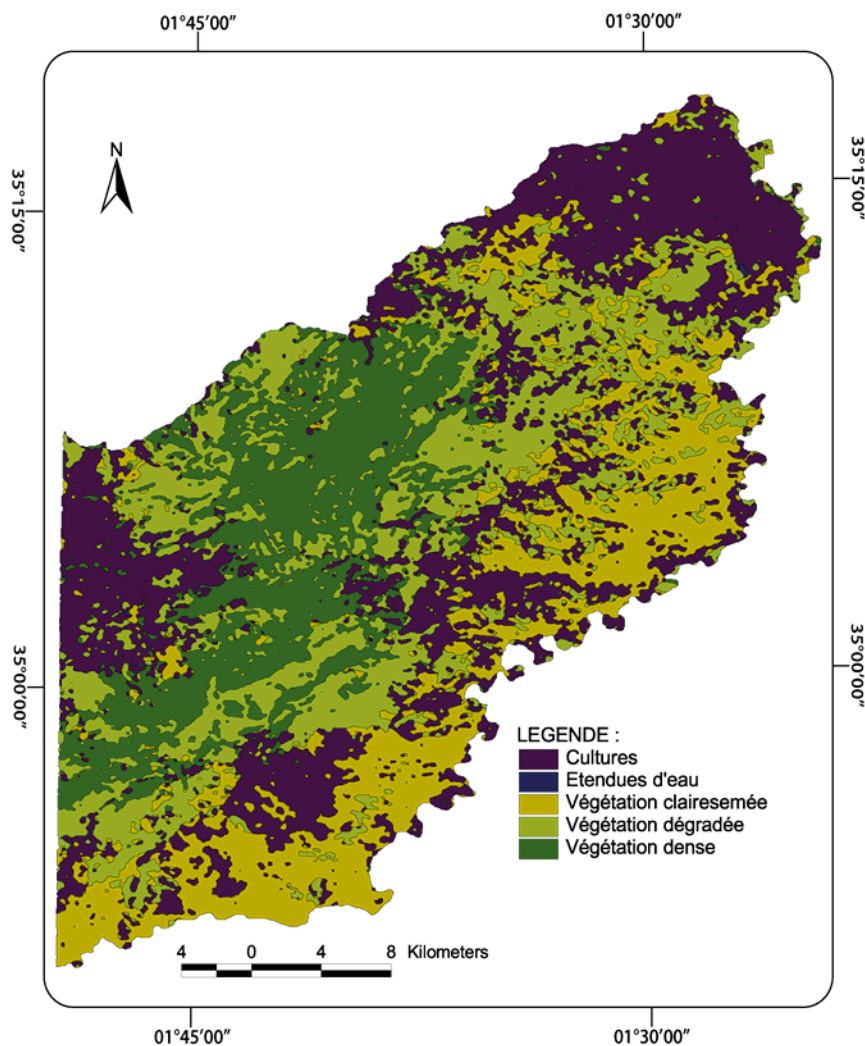 01°45'00" 01°30'00"
N
35°15'00"
35°15'00"
35°00'00"
35°00'00"
LEGENDE :
Cultures
Etendues d'eau
Végétation clairesemée
Végétation dégradée
Végétation dense
4 0 4 8 Kilometers
01°45'00" 01°30'00"